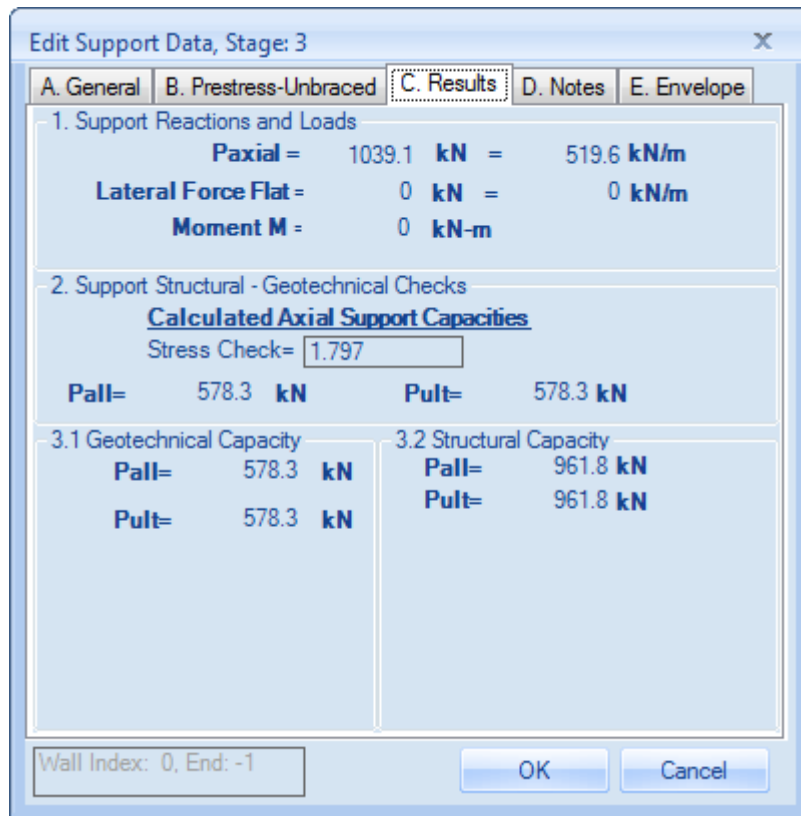 Edit Support Data, Stage: 3 x
A. General B. Prestress-Unbraced C. Results D. Notes E. Envelope
1. Support Reactions and Loads
Paxial = 1039.1 kN = 519.6 kN/m
Lateral Force Flat = 0 kN = 0 kN/m
Moment M = 0 kN-m
2. Support Structural - Geotechnical Checks
Calculated Axial Support Capacities
Stress Check= 1.797
Pall= 578.3 kN Pult= 578.3 kN
3.1 Geotechnical Capacity
Pall= 578.3 kN
Pult= 578.3 kN
3.2 Structural Capacity
Pall= 961.8 kN
Pult= 961.8 kN
Wall Index: 0, End: -1
OK Cancel